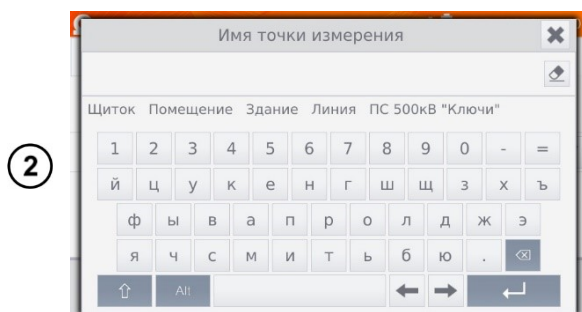 Имя точки измерения
Щиток Помещение Здание Линия ПС 500кВ "Ключи"
2
1 2 3 4 5 6 7 8 9 0 - =
й ц у к е н г ш щ з х ъ
ф ы в а п р о л д ж э
я ч с м и т ь б ю .
Alt